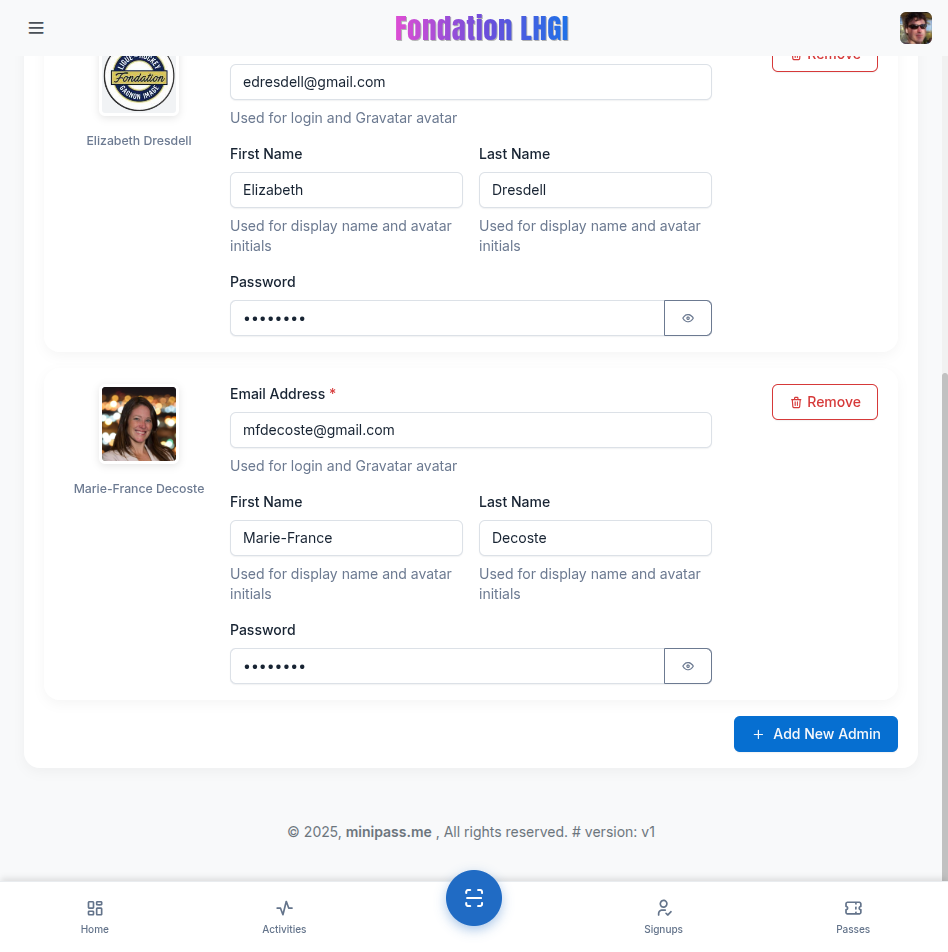 Fondation LHGI
LIGUE HOCKEY
Fondation
GAGNON IMAGE
Remove
edresdell@gmail.com
Used for login and Gravatar avatar
Elizabeth Dresdell
First Name
Last Name
Elizabeth
Dresdell
Used for display name and avatar
initials
Used for display name and avatar
initials
Password
••••••••
Email Address *
Remove
mfdecoste@gmail.com
Used for login and Gravatar avatar
Marie-France Decoste
First Name
Last Name
Marie-France
Decoste
Used for display name and avatar
initials
Used for display name and avatar
initials
Password
••••••••
+ Add New Admin
© 2025, minipass.me , All rights reserved. # version: v1
Home
Activities
Signups
Passes